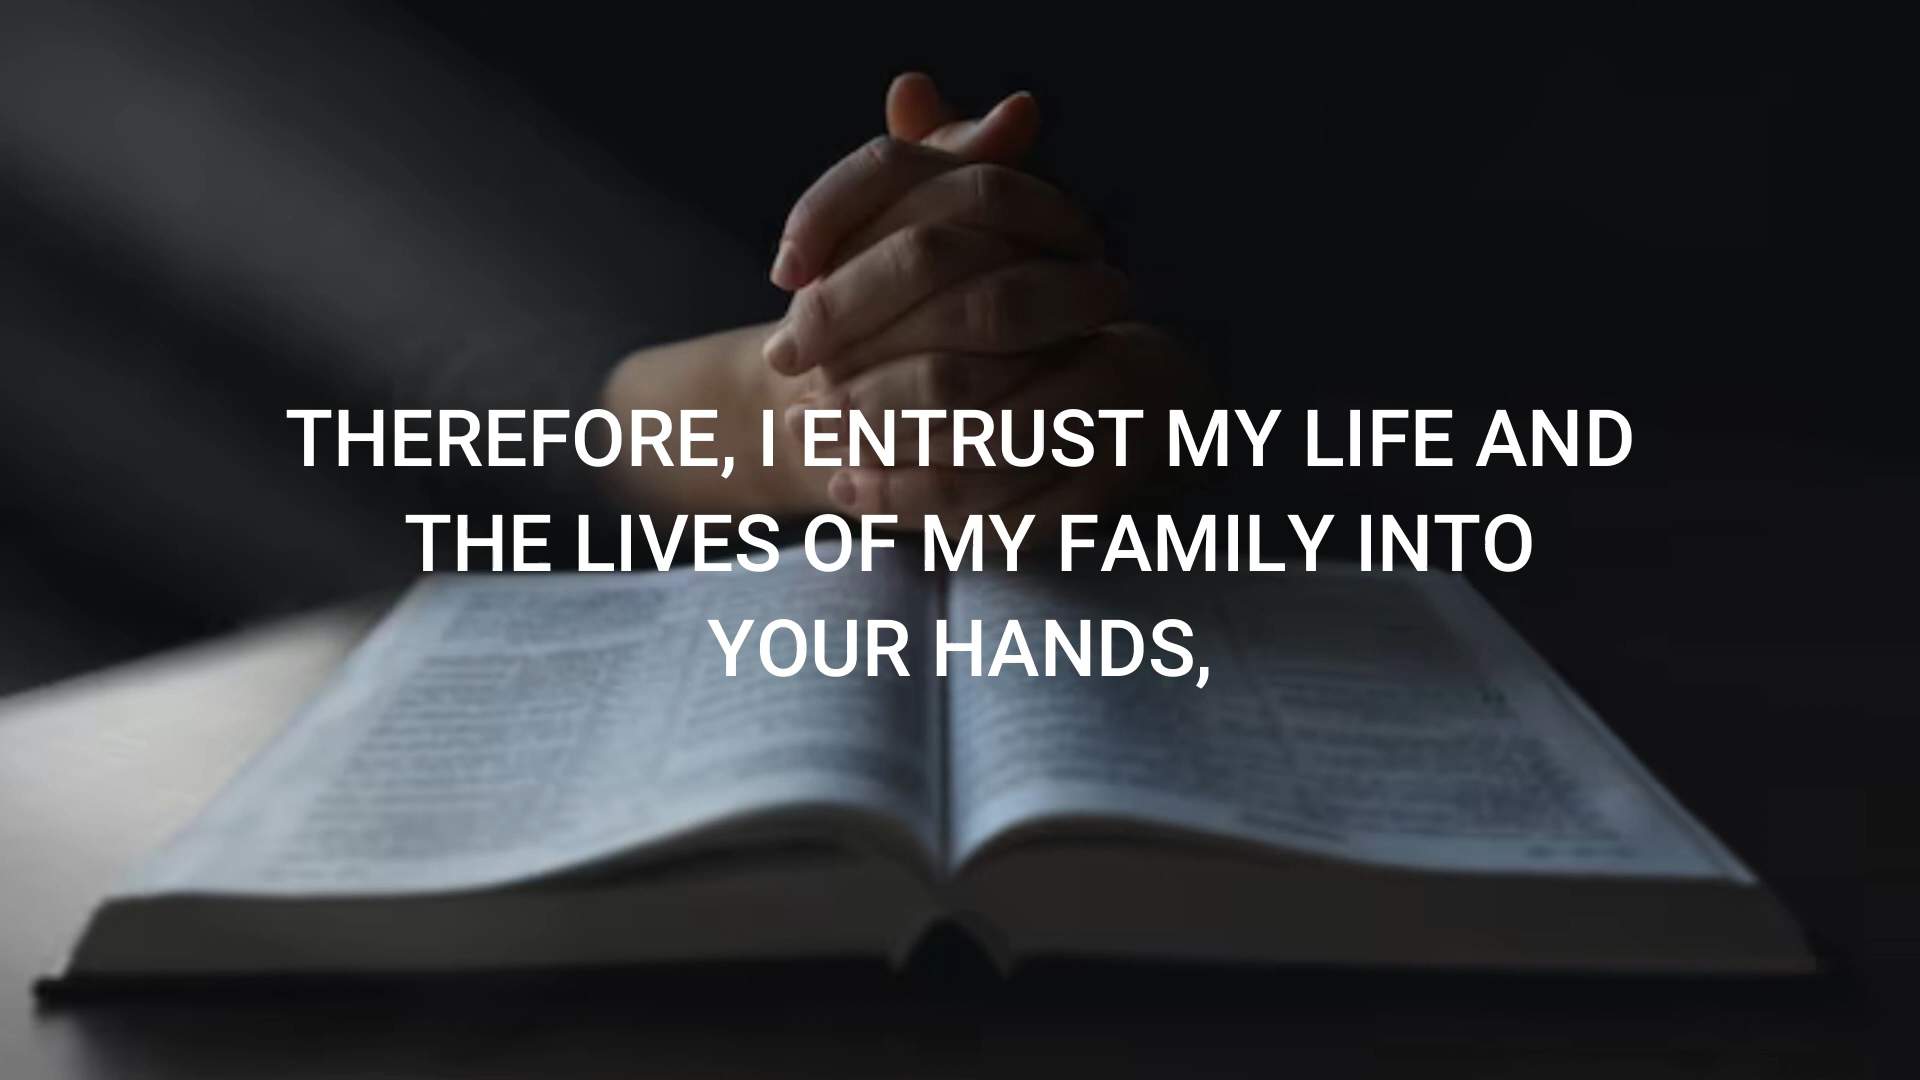 THEREFORE, I ENTRUST MY LIFE AND
THE LIVES OF MY FAMILY INTO
YOUR HANDS,